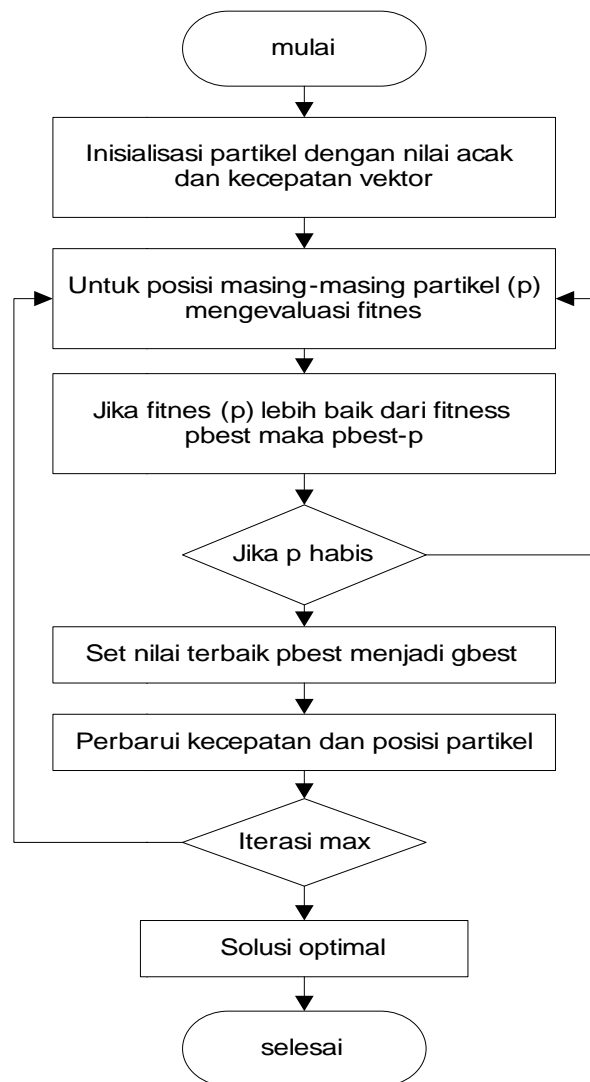 mulai
Inisialisasi partikel dengan nilai acak
dan kecepatan vektor
Untuk posisi masing-masing partikel (p)
mengevaluasi fitnes
Jika fitnes (p) lebih baik dari fitness
pbest maka pbest-p
Jika p habis
Set nilai terbaik pbest menjadi gbest
Perbarui kecepatan dan posisi partikel
Iterasi max
Solusi optimal
selesai